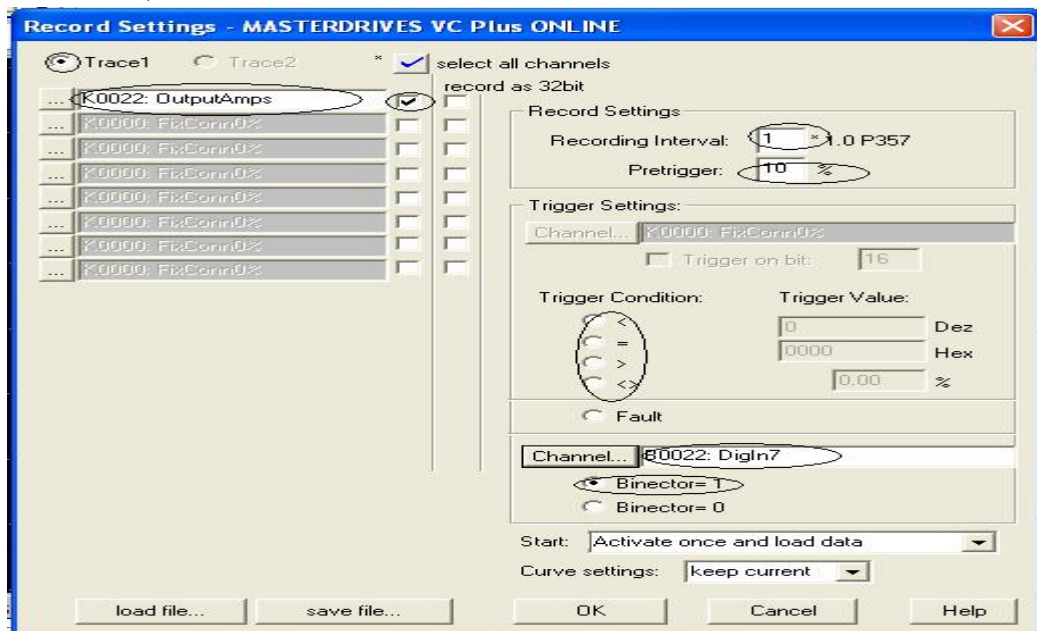 Record Settings - MASTERDRIVES VC Plus ONLINE
Trace1 Trace2 * select all channels
record as 32bit
... K0022: OutputAmps
... K0000: FixConn0%
... K0000: FixConn0%
... K0000: FixConn0%
... K0000: FixConn0%
... K0000: FixConn0%
... K0000: FixConn0%
... K0000: FixConn0%
Record Settings
Recording Interval: 1 * 1.0 P357
Pretrigger: 10 %
Trigger Settings:
Channel... K0000: FixConn0%
Trigger on bit: 16
Trigger Condition: Trigger Value:
< 0 Dez
= 0000 Hex
>
<> 0.00 %
Fault
Channel... B0022: DigIn7
Binector= 1
Binector= 0
Start: Activate once and load data
Curve settings: keep current
load file... save file... OK Cancel Help